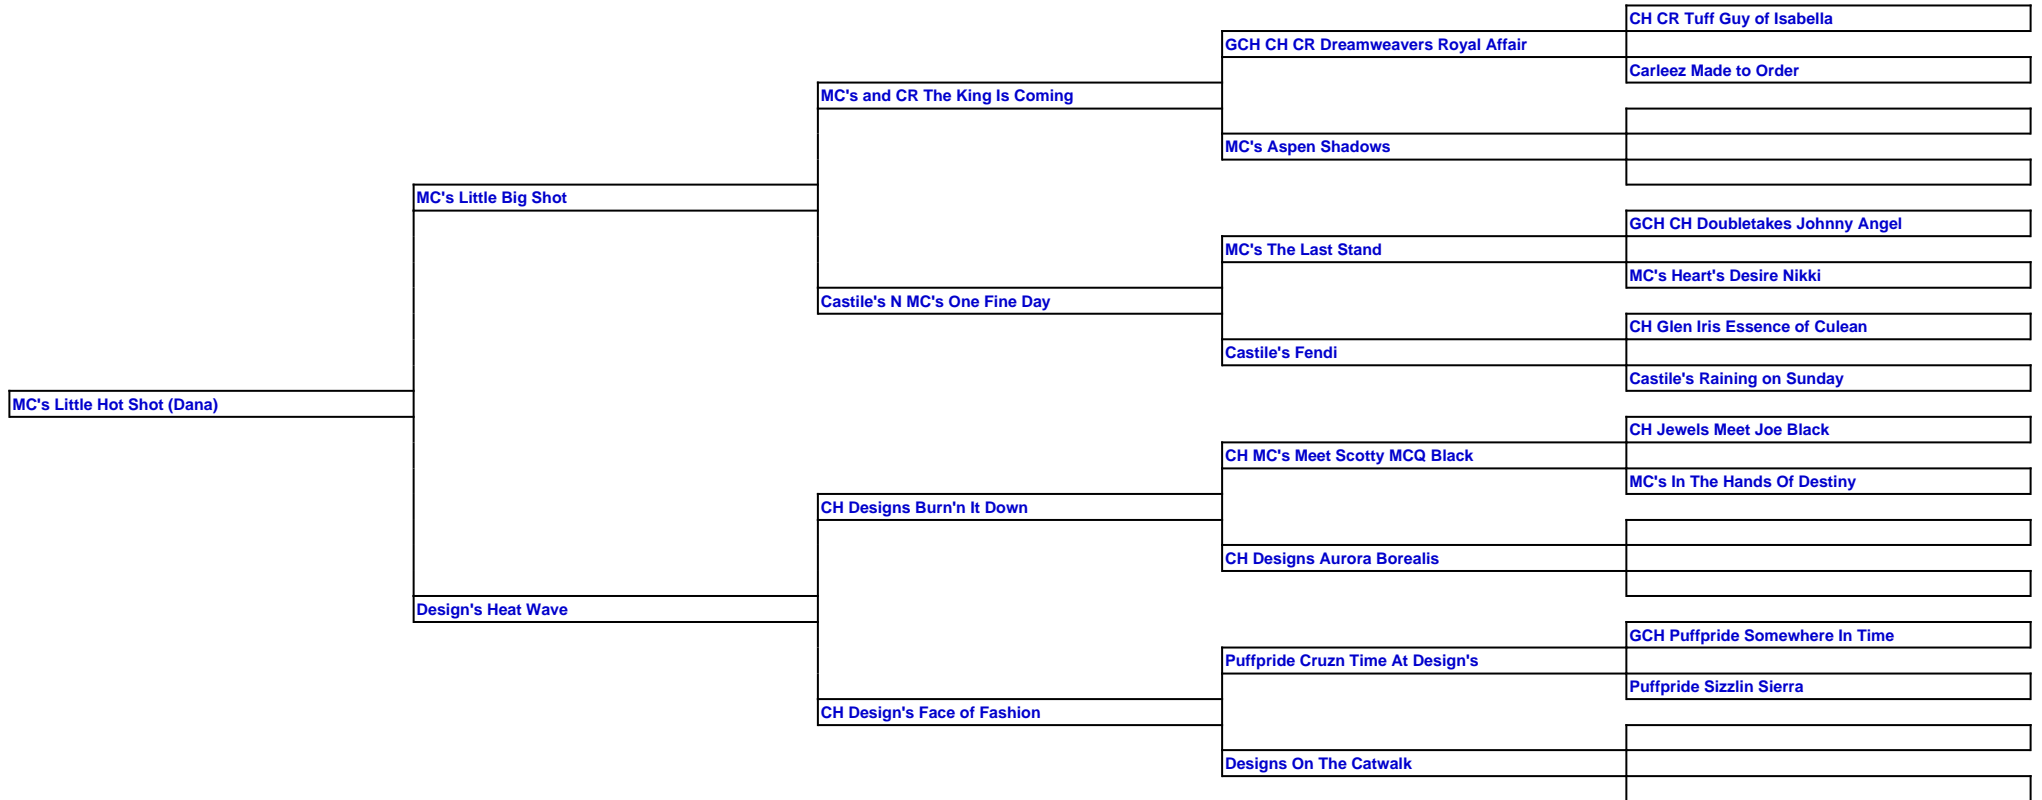 CH CR Tuff Guy of Isabella
GCH CH CR Dreamweavers Royal Affair
Carleez Made to Order
MC's and CR The King Is Coming
MC's Aspen Shadows
MC's Little Big Shot
GCH CH Doubletakes Johnny Angel
MC's The Last Stand
MC's Heart's Desire Nikki
Castile's N MC's One Fine Day
CH Glen Iris Essence of Culean
Castile's Fendi
Castile's Raining on Sunday
MC's Little Hot Shot (Dana)
CH Jewels Meet Joe Black
CH MC's Meet Scotty MCQ Black
MC's In The Hands Of Destiny
CH Designs Burn'n It Down
CH Designs Aurora Borealis
Design's Heat Wave
GCH Puffpride Somewhere In Time
Puffpride Cruzn Time At Design's
Puffpride Sizzlin Sierra
CH Design's Face of Fashion
Designs On The Catwalk